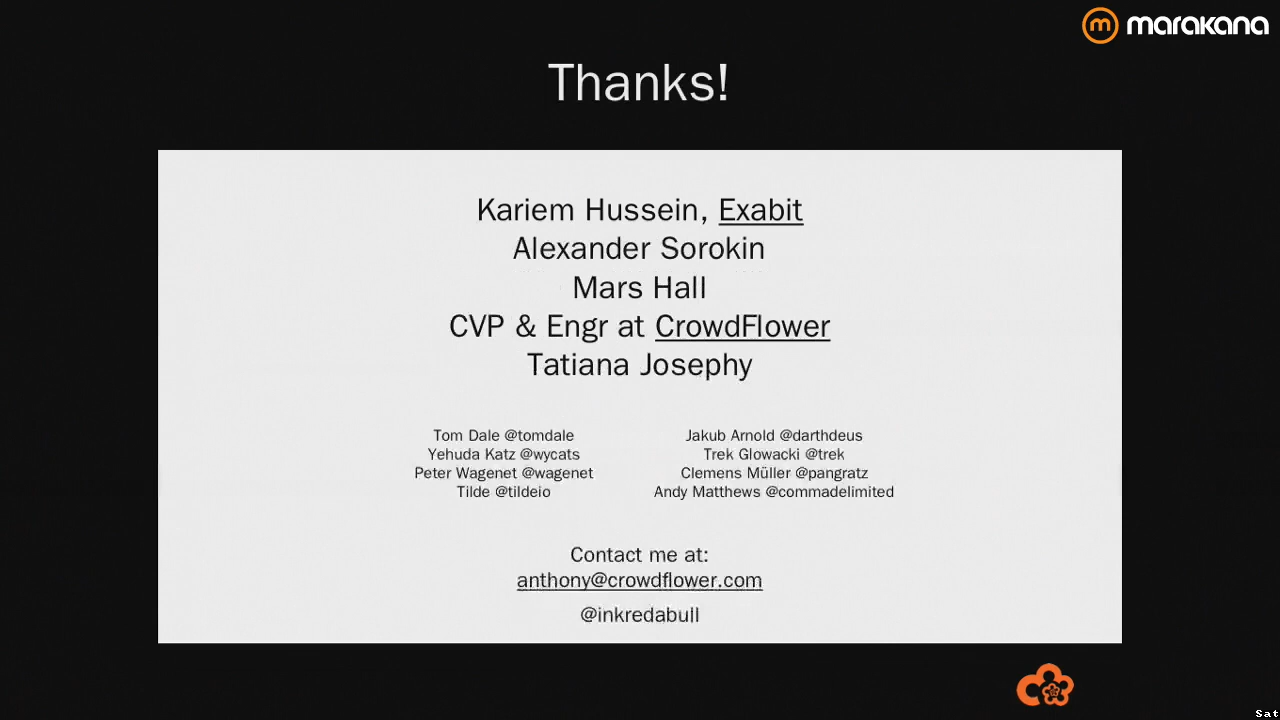 marakana
Thanks!
Kariem Hussein, Exabit
Alexander Sorokin
Mars Hall
CVP & Engr at CrowdFlower
Tatiana Josephy
Tom Dale @tomdale
Yehuda Katz @wycats
Peter Wagenet @wagenet
Tilde @tildeio
Jakub Arnold @darthdeus
Trek Glowacki @trek
Clemens Müller @pangratz
Andy Matthews @commadelimited
Contact me at:
anthony@crowdflower.com
@inkredabull
Sat